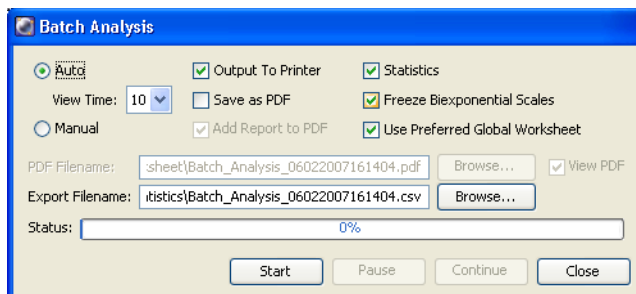 Batch Analysis
Auto Output To Printer Statistics
View Time: 10 Save as PDF Freeze Biexponential Scales
Manual Add Report to PDF Use Preferred Global Worksheet
PDF Filename: :sheet\Batch_Analysis_06022007161404.pdf Browse... View PDF
Export Filename: itistics\Batch_Analysis_06022007161404.csv Browse...
Status: 0%
Start Pause Continue Close